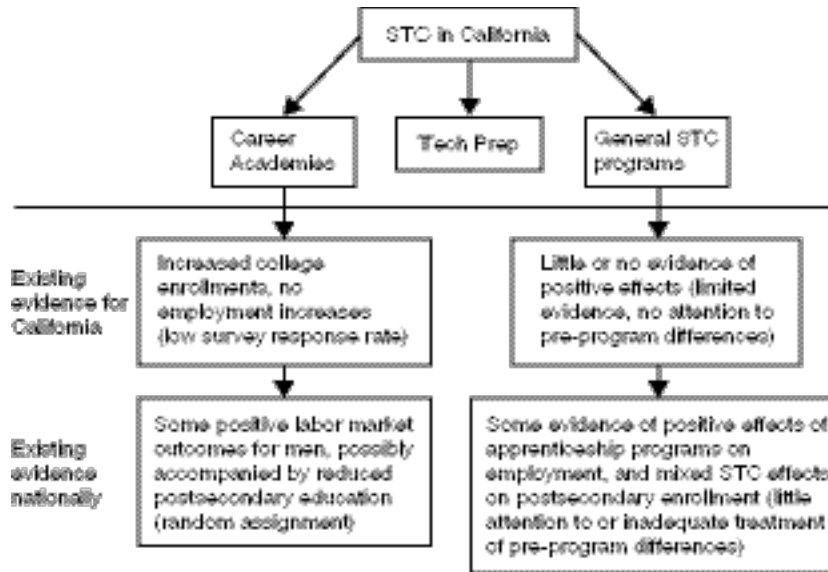 STC in California
Career
Academies
Tech Prep
General STC
programs
Existing
evidence for
California
Increased college
enrollments, no
employment increases
(low survey response rate)
Little or no evidence of
positive effects (limited
evidence, no attention to
pre-program differences)
Existing
evidence
nationally
Some positive labor market
outcomes for men, possibly
accompanied by reduced
postsecondary education
(random assignment)
Some evidence of positive effects of
apprenticeship programs on
employment, and mixed STC effects
on postsecondary enrollment (little
attention to or inadequate treatment
of pre-program differences)